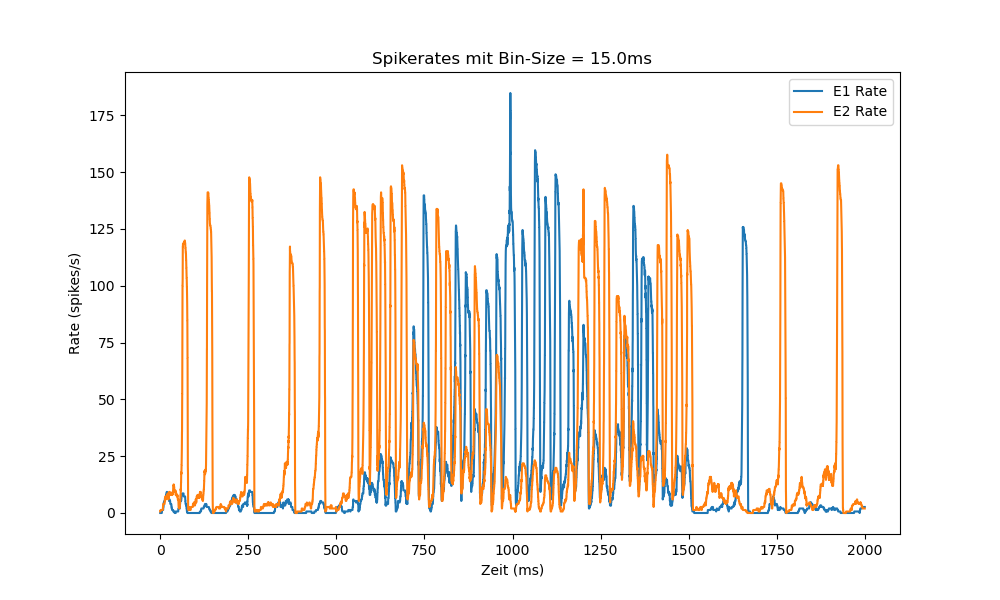 Spikerates mit Bin-Size = 15.0ms
E1 Rate
E2 Rate
175
150
125
100
75
50
25
0
Rate (spikes/s)
0 250 500 750 1000 1250 1500 1750 2000
Zeit (ms)